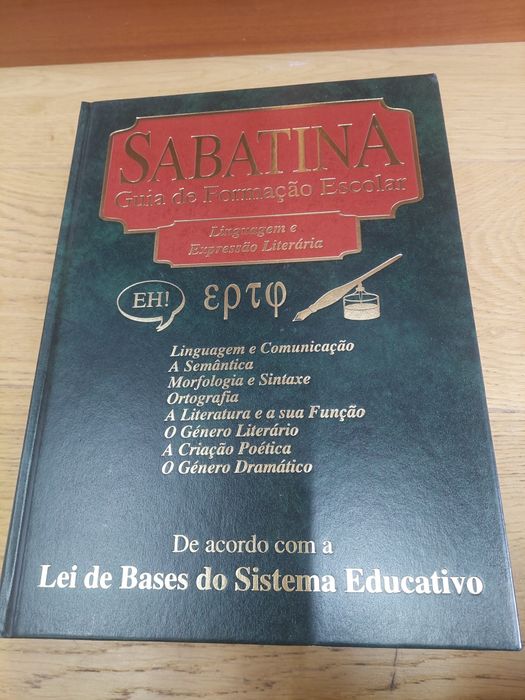 SABATINA
Guia de Formação Escolar
Linguagem e
Expressão Literária
EH!
ερτφ
Linguagem e Comunicação
A Semântica
Morfologia e Sintaxe
Ortografia
A Literatura e a sua Função
O Género Literário
A Criação Poética
O Género Dramático
De acordo com a
Lei de Bases do Sistema Educativo